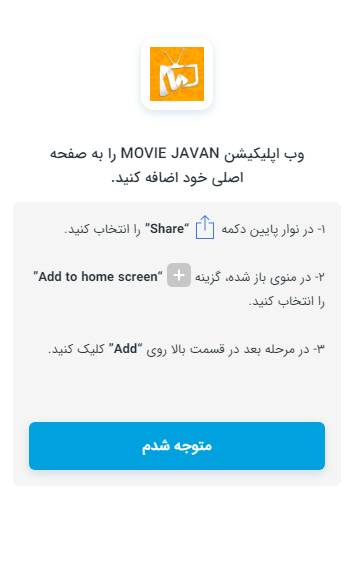 وب اپلیکیشن MOVIE JAVAN را به صفحه
اصلی خود اضافه کنید.
۱- در نوار پایین دکمه “Share” را انتخاب کنید.
۲- در منوی باز شده، گزینه “Add to home screen”
را انتخاب کنید.
۳- در مرحله بعد در قسمت بالا روی “Add” کلیک کنید.
متوجه شدم